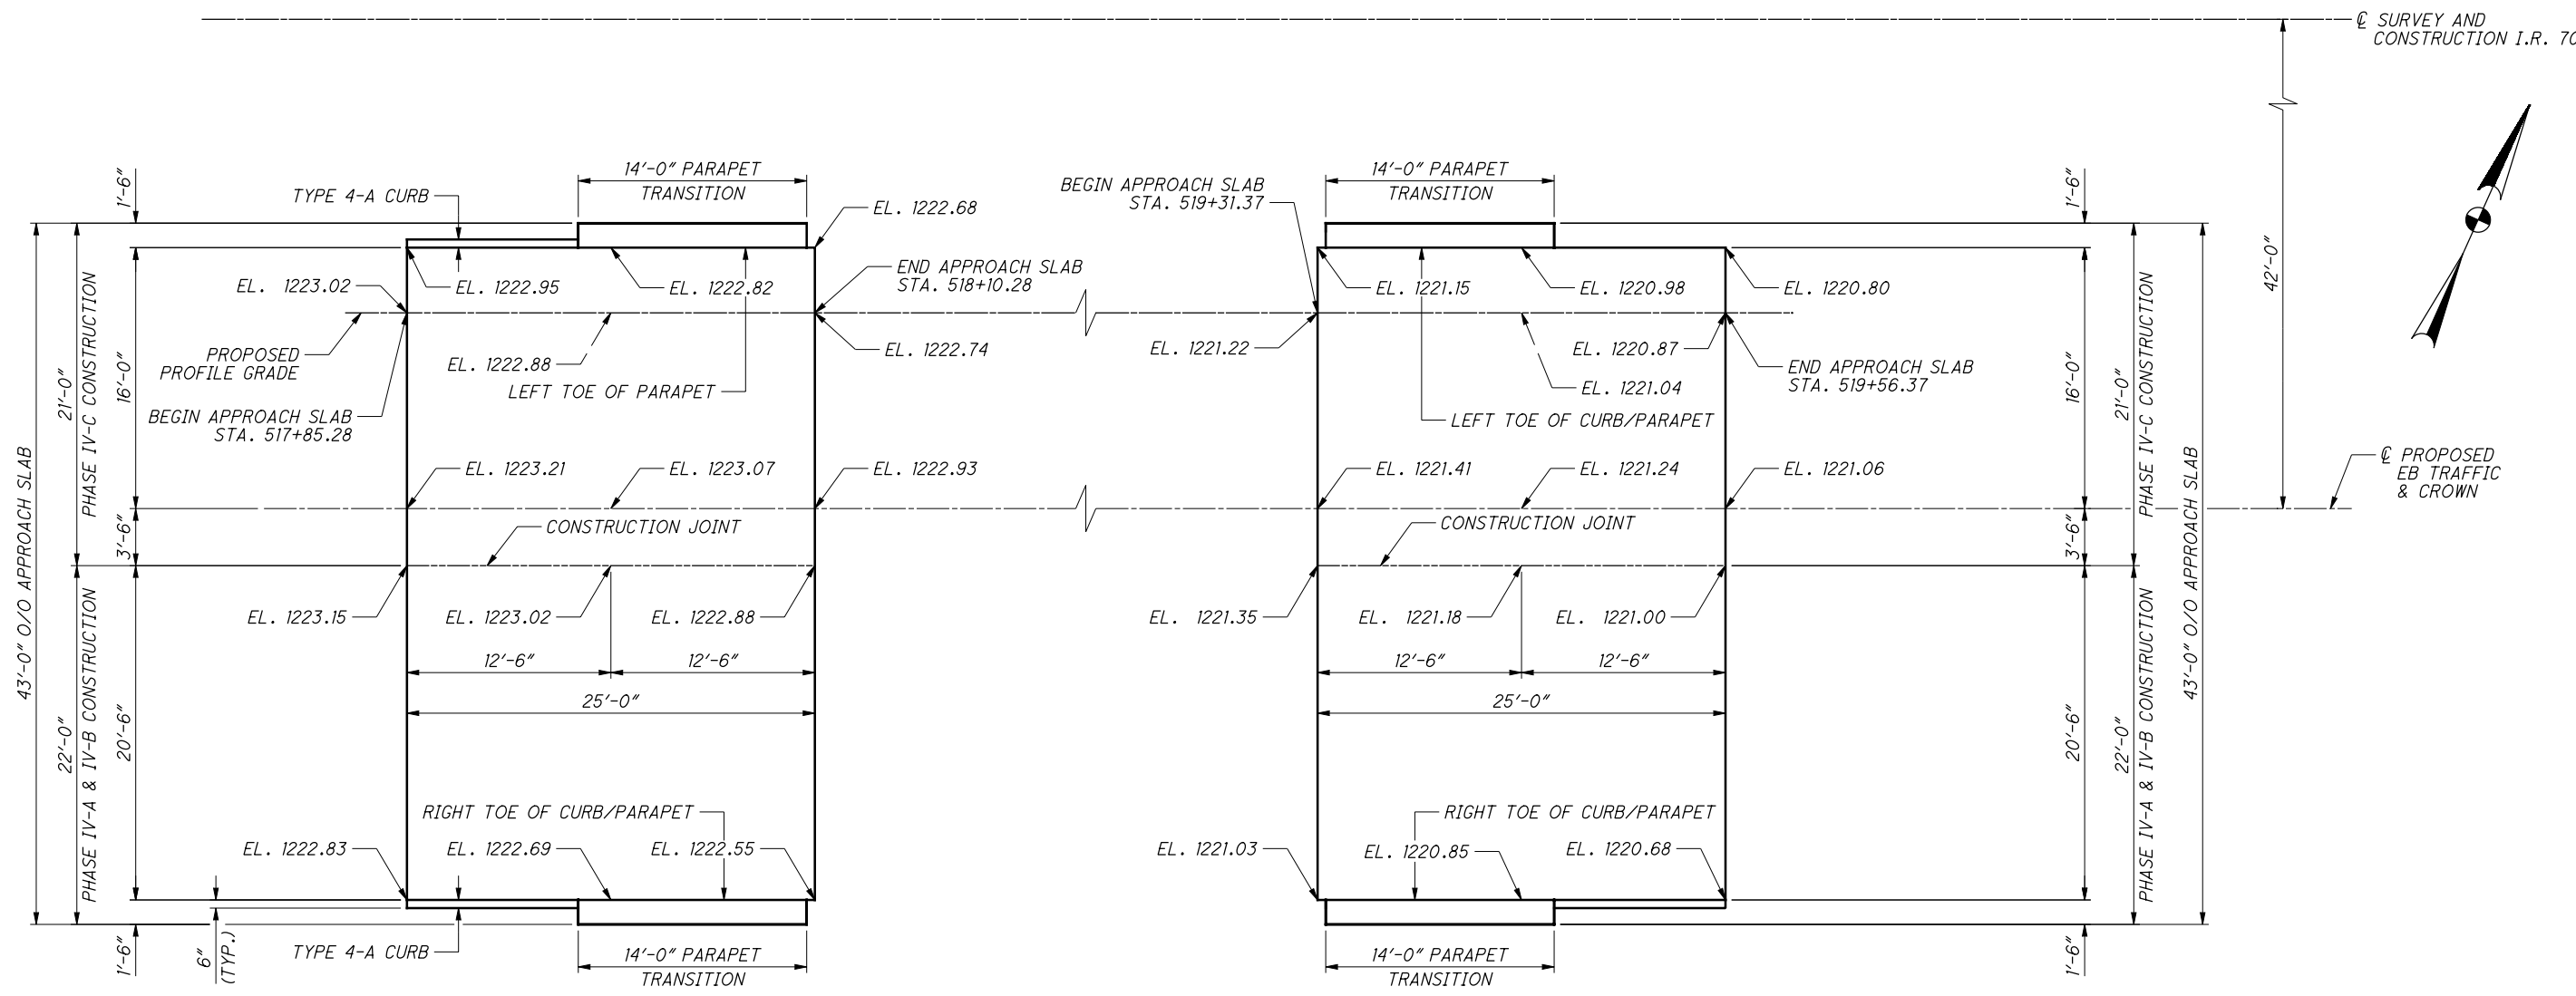 ℄ SURVEY AND
CONSTRUCTION I.R. 70
14'-0" PARAPET
TRANSITION
14'-0" PARAPET
TRANSITION
1'-6"
TYPE 4-A CURB
EL. 1222.68
BEGIN APPROACH SLAB
STA. 519+31.37
1'-6"
42'-0"
END APPROACH SLAB
STA. 518+10.28
EL. 1223.02
EL. 1222.95
EL. 1222.82
EL. 1221.15
EL. 1220.98
EL. 1220.80
PROPOSED
PROFILE GRADE
EL. 1222.88
EL. 1222.74
EL. 1221.22
EL. 1220.87
LEFT TOE OF PARAPET
EL. 1221.04
END APPROACH SLAB
STA. 519+56.37
BEGIN APPROACH SLAB
STA. 517+85.28
LEFT TOE OF CURB/PARAPET
43'-0" O/O APPROACH SLAB
21'-0"
PHASE IV-C CONSTRUCTION
16'-0"
16'-0"
21'-0"
PHASE IV-C CONSTRUCTION
43'-0" O/O APPROACH SLAB
EL. 1223.21
EL. 1223.07
EL. 1222.93
EL. 1221.41
EL. 1221.24
EL. 1221.06
℄ PROPOSED
EB TRAFFIC
& CROWN
3'-6"
CONSTRUCTION JOINT
CONSTRUCTION JOINT
3'-6"
EL. 1223.15
EL. 1223.02
EL. 1222.88
EL. 1221.35
EL. 1221.18
EL. 1221.00
12'-6"
12'-6"
12'-6"
12'-6"
25'-0"
25'-0"
22'-0"
PHASE IV-A & IV-B CONSTRUCTION
20'-6"
20'-6"
22'-0"
PHASE IV-A & IV-B CONSTRUCTION
RIGHT TOE OF CURB/PARAPET
RIGHT TOE OF CURB/PARAPET
EL. 1222.83
EL. 1222.69
EL. 1222.55
EL. 1221.03
EL. 1220.85
EL. 1220.68
1'-6"
6"
(TYP.)
TYPE 4-A CURB
14'-0" PARAPET
TRANSITION
14'-0" PARAPET
TRANSITION
1'-6"